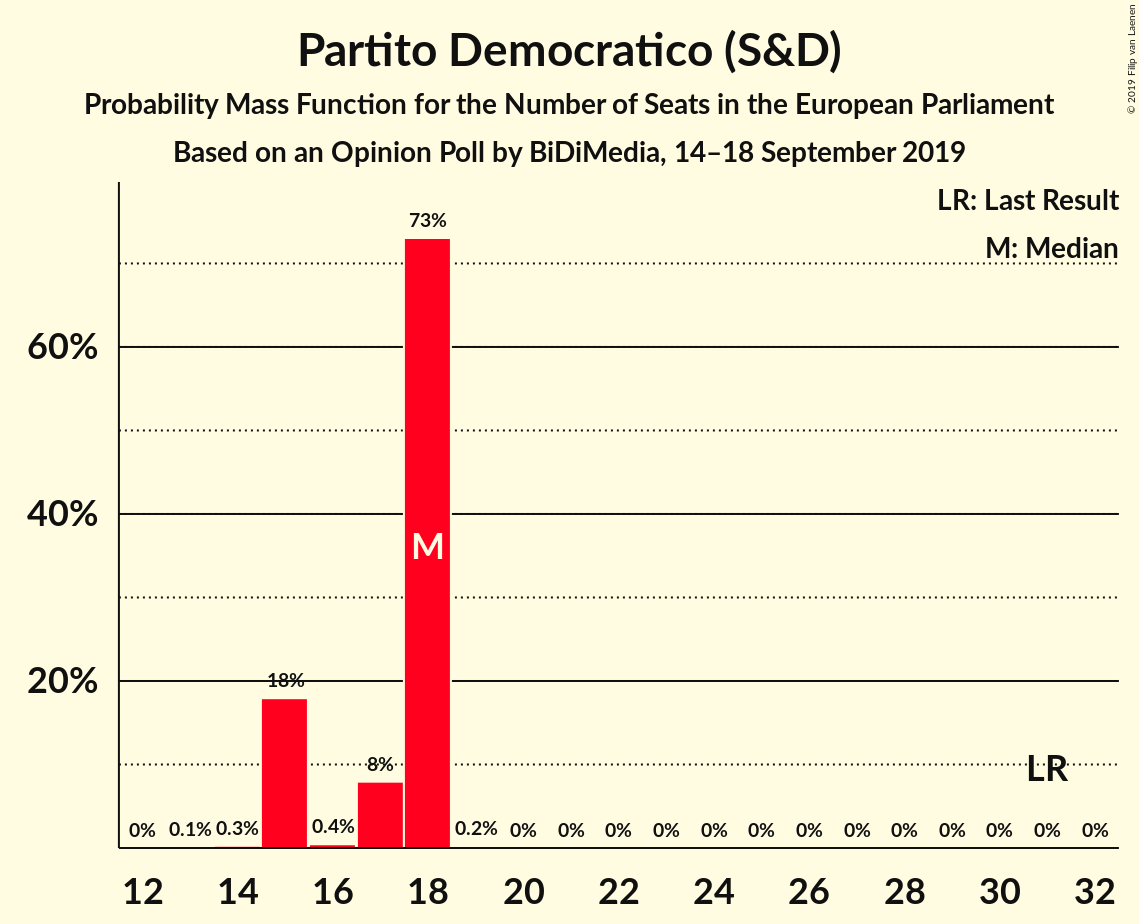 Partito Democratico (S&D)
Probability Mass Function for the Number of Seats in the European Parliament
Based on an Opinion Poll by BiDiMedia, 14–18 September 2019
© 2019 Filip van Laenen
LR: Last Result
M: Median
73%
60%
40%
M
20%
18%
8%
LR
0% 0.1% 0.3% 0.4% 0.2% 0% 0% 0% 0% 0% 0% 0% 0% 0% 0% 0% 0% 0%
12 14 16 18 20 22 24 26 28 30 32